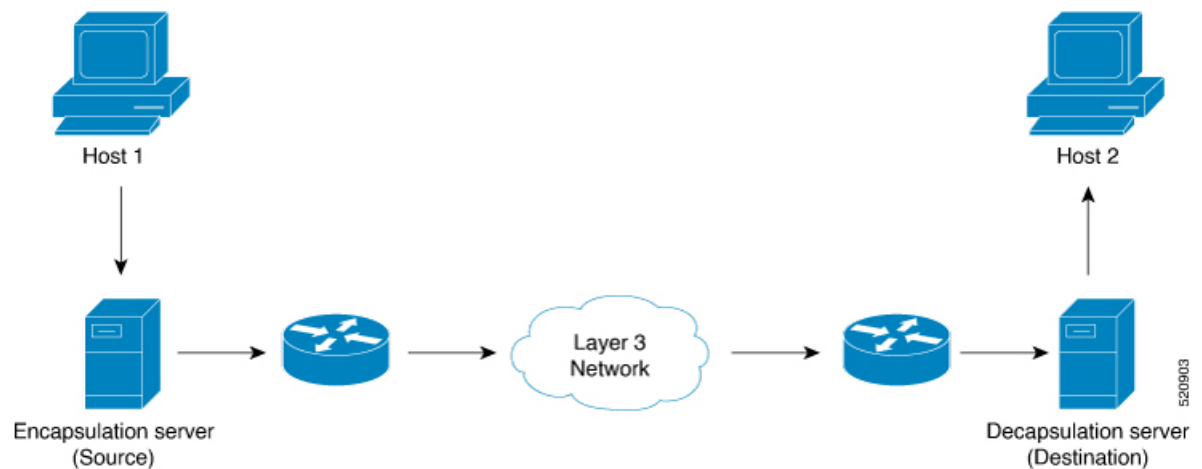 Host 1
Host 2
Layer 3
Network
Encapsulation server
(Source)
Decapsulation server
(Destination)
520903